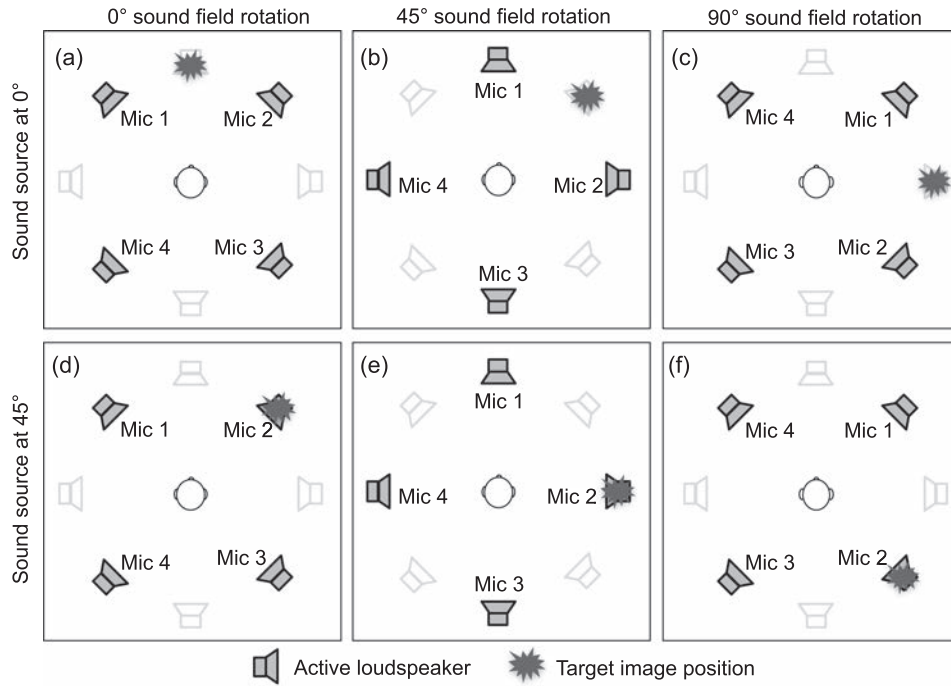 0° sound field rotation
45° sound field rotation
90° sound field rotation
Sound source at 0°
(a)
Mic 1
Mic 2
Mic 4
Mic 3
(b)
Mic 1
Mic 4
Mic 2
Mic 3
(c)
Mic 4
Mic 1
Mic 3
Mic 2
Sound source at 45°
(d)
Mic 1
Mic 2
Mic 4
Mic 3
(e)
Mic 1
Mic 4
Mic 2
Mic 3
(f)
Mic 4
Mic 1
Mic 3
Mic 2
Active loudspeaker
Target image position